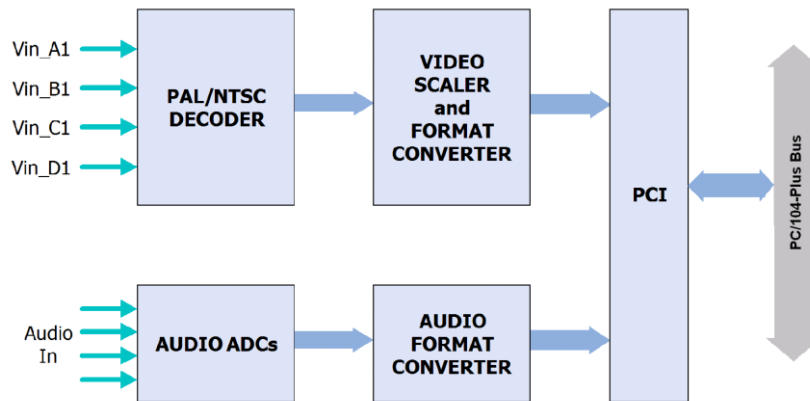 Vin_A1
Vin_B1
Vin_C1
Vin_D1
PAL/NTSC
DECODER
VIDEO
SCALER
and
FORMAT
CONVERTER
PCI
PC/104-Plus Bus
Audio
In
AUDIO ADCs
AUDIO
FORMAT
CONVERTER